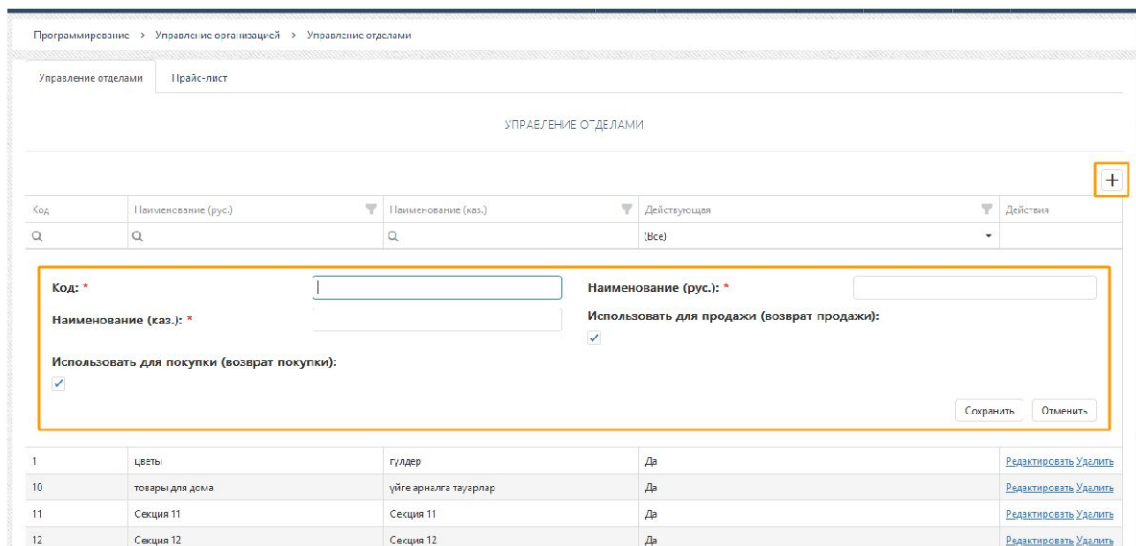 Программирование > Управление организацией > Управление отделами
Управление отделами Прайс-лист
УПРАВЛЕНИЕ ОТДЕЛАМИ
+
Код Наименование (рус.) Наименование (каз.) Действующая Действия
(Все)
Код: * Наименование (рус.): *
Наименование (каз.): * Использовать для продажи (возврат продажи):
Использовать для покупки (возврат покупки):
Сохранить Отменить
1 цветы гүлдер Да Редактировать Удалить
10 товары для дома үйге арналға тауарлар Да Редактировать Удалить
11 Секция 11 Секция 11 Да Редактировать Удалить
12 Секция 12 Секция 12 Да Редактировать Удалить